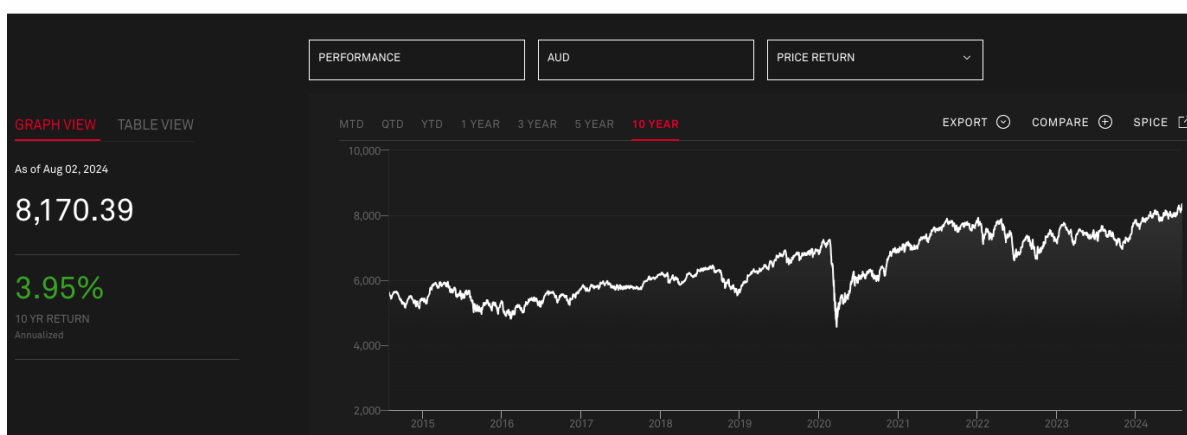 PERFORMANCE
AUD
PRICE RETURN
GRAPH VIEW TABLE VIEW
MTD QTD YTD 1 YEAR 3 YEAR 5 YEAR 10 YEAR
EXPORT COMPARE SPICE
As of Aug 02, 2024
8,170.39
3.95%
10 YR RETURN
Annualized
10,000
8,000
6,000
4,000
2,000
2015 2016 2017 2018 2019 2020 2021 2022 2023 2024